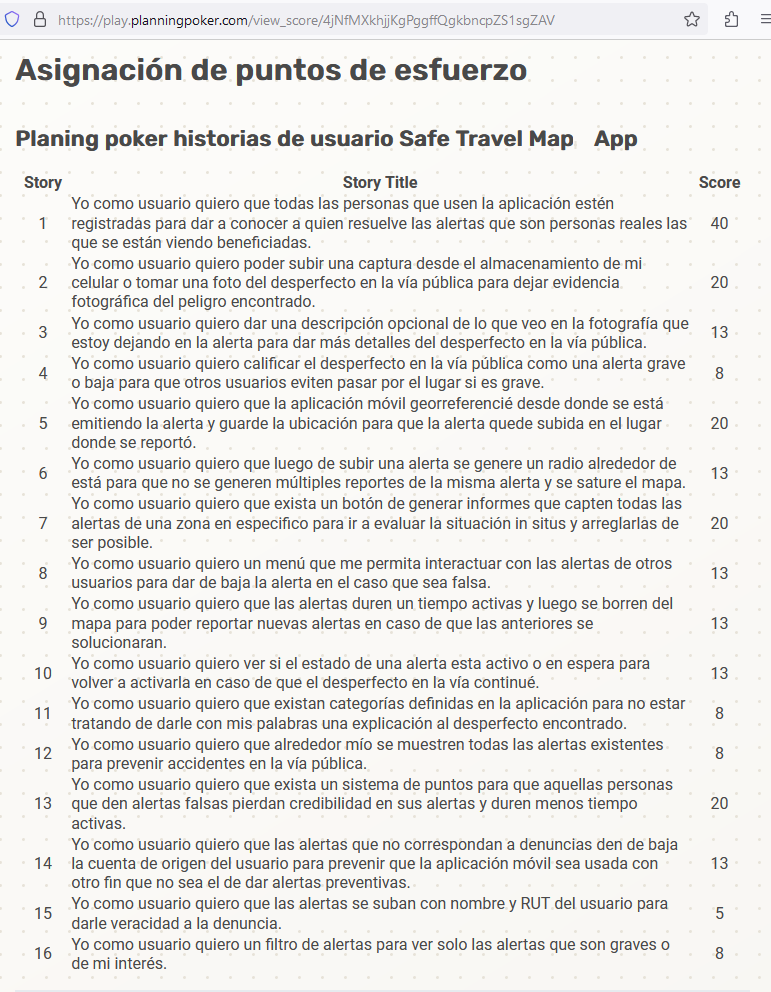 https://play.planningpoker.com/view_score/4jNfMXkhjjKgPggffQgkbncpZS1sgZAV
Asignación de puntos de esfuerzo
Planing poker historias de usuario Safe Travel Map App
Story Story Title Score
Yo como usuario quiero que todas las personas que usen la aplicación estén
1 registradas para dar a conocer a quien resuelve las alertas que son personas reales las 40
que se están viendo beneficiadas.
Yo como usuario quiero poder subir una captura desde el almacenamiento de mi
2 celular o tomar una foto del desperfecto en la vía pública para dejar evidencia 20
fotográfica del peligro encontrado.
3 Yo como usuario quiero dar una descripción opcional de lo que veo en la fotografía que 13
estoy dejando en la alerta para dar más detalles del desperfecto en la vía pública.
4 Yo como usuario quiero calificar el desperfecto en la vía pública como una alerta grave 8
o baja para que otros usuarios eviten pasar por el lugar si es grave.
Yo como usuario quiero que la aplicación móvil georreferencié desde donde se está
5 emitiendo la alerta y guarde la ubicación para que la alerta quede subida en el lugar 20
donde se reportó.
6 Yo como usuario quiero que luego de subir una alerta se genere un radio alrededor de 13
está para que no se generen múltiples reportes de la misma alerta y se sature el mapa.
Yo como usuario quiero que exista un botón de generar informes que capten todas las
7 alertas de una zona en especifico para ir a evaluar la situación in situs y arreglarlas de 20
ser posible.
8 Yo como usuario quiero un menú que me permita interactuar con las alertas de otros 13
usuarios para dar de baja la alerta en el caso que sea falsa.
Yo como usuario quiero que las alertas duren un tiempo activas y luego se borren del
9 mapa para poder reportar nuevas alertas en caso de que las anteriores se 13
solucionaran.
10 Yo como usuario quiero ver si el estado de una alerta esta activo o en espera para 13
volver a activarla en caso de que el desperfecto en la vía continué.
11 Yo como usuario quiero que existan categorías definidas en la aplicación para no estar 8
tratando de darle con mis palabras una explicación al desperfecto encontrado.
12 Yo como usuario quiero que alrededor mío se muestren todas las alertas existentes 8
para prevenir accidentes en la vía pública.
Yo como usuario quiero que exista un sistema de puntos para que aquellas personas
13 que den alertas falsas pierdan credibilidad en sus alertas y duren menos tiempo 20
activas.
Yo como usuario quiero que las alertas que no correspondan a denuncias den de baja
14 la cuenta de origen del usuario para prevenir que la aplicación móvil sea usada con 13
otro fin que no sea el de dar alertas preventivas.
15 Yo como usuario quiero que las alertas se suban con nombre y RUT del usuario para 5
darle veracidad a la denuncia.
16 Yo como usuario quiero un filtro de alertas para ver solo las alertas que son graves o 8
de mi interés.